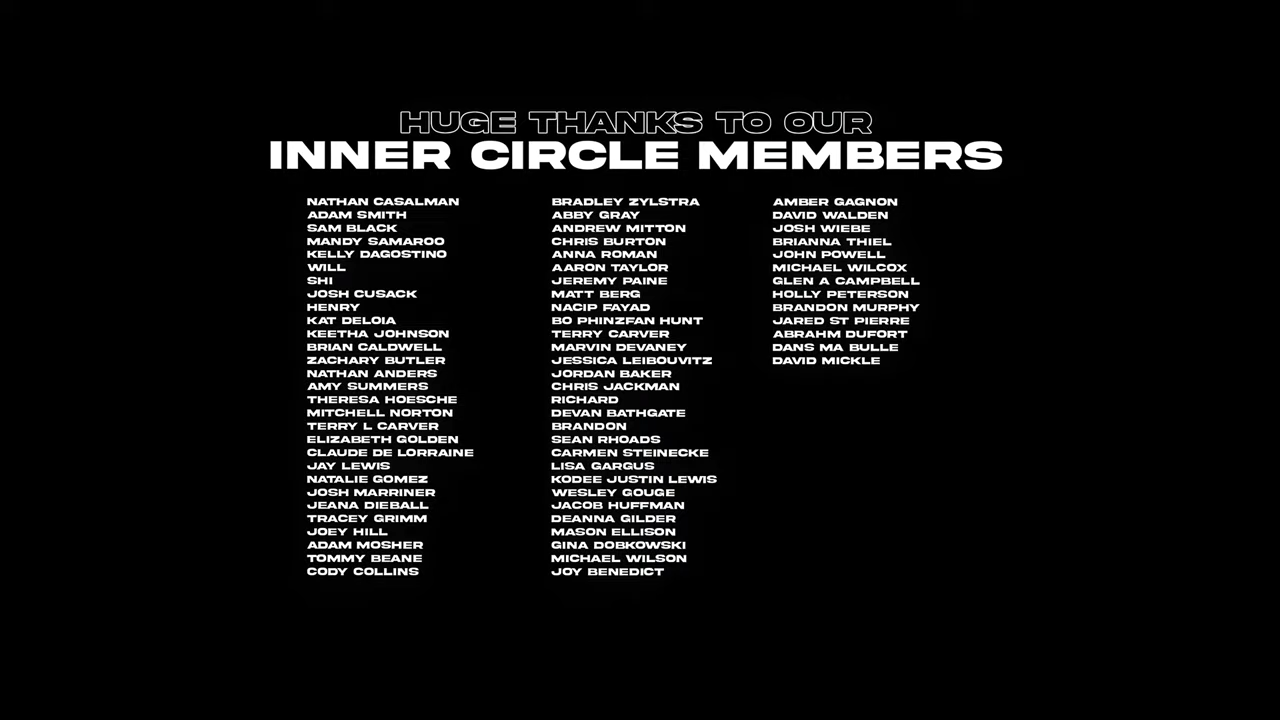 HUGE THANKS TO OUR
INNER CIRCLE MEMBERS
NATHAN CASALMAN
ADAM SMITH
SAM BLACK
MANDY SAMAROO
KELLY DAGOSTINO
WILL
SHI
JOSH CUSACK
HENRY
KAT DELOIA
KEETHA JOHNSON
BRIAN CALDWELL
ZACHARY BUTLER
NATHAN ANDERS
AMY SUMMERS
THERESA HOESCHE
MITCHELL NORTON
TERRY L CARVER
ELIZABETH GOLDEN
CLAUDE DE LORRAINE
JAY LEWIS
NATALIE GOMEZ
JOSH MARRINER
JEANA DIEBALL
TRACEY GRIMM
JOEY HILL
ADAM MOSHER
TOMMY BEANE
CODY COLLINS
BRADLEY ZYLSTRA
ABBY GRAY
ANDREW MITTON
CHRIS BURTON
ANNA ROMAN
AARON TAYLOR
JEREMY PAINE
MATT BERG
NACIP FAYAD
BO PHINZFAN HUNT
TERRY CARVER
MARVIN DEVANEY
JESSICA LEIBOUVITZ
JORDAN BAKER
CHRIS JACKMAN
RICHARD
DEVAN BATHGATE
BRANDON
SEAN RHOADS
CARMEN STEINECKE
LISA GARGUS
KODEE JUSTIN LEWIS
WESLEY GOUGE
JACOB HUFFMAN
DEANNA GILDER
MASON ELLISON
GINA DOBKOWSKI
MICHAEL WILSON
JOY BENEDICT
AMBER GAGNON
DAVID WALDEN
JOSH WIEBE
BRIANNA THIEL
JOHN POWELL
MICHAEL WILCOX
GLEN A CAMPBELL
HOLLY PETERSON
BRANDON MURPHY
JARED ST PIERRE
ABRAHM DUFORT
DANS MA BULLE
DAVID MICKLE